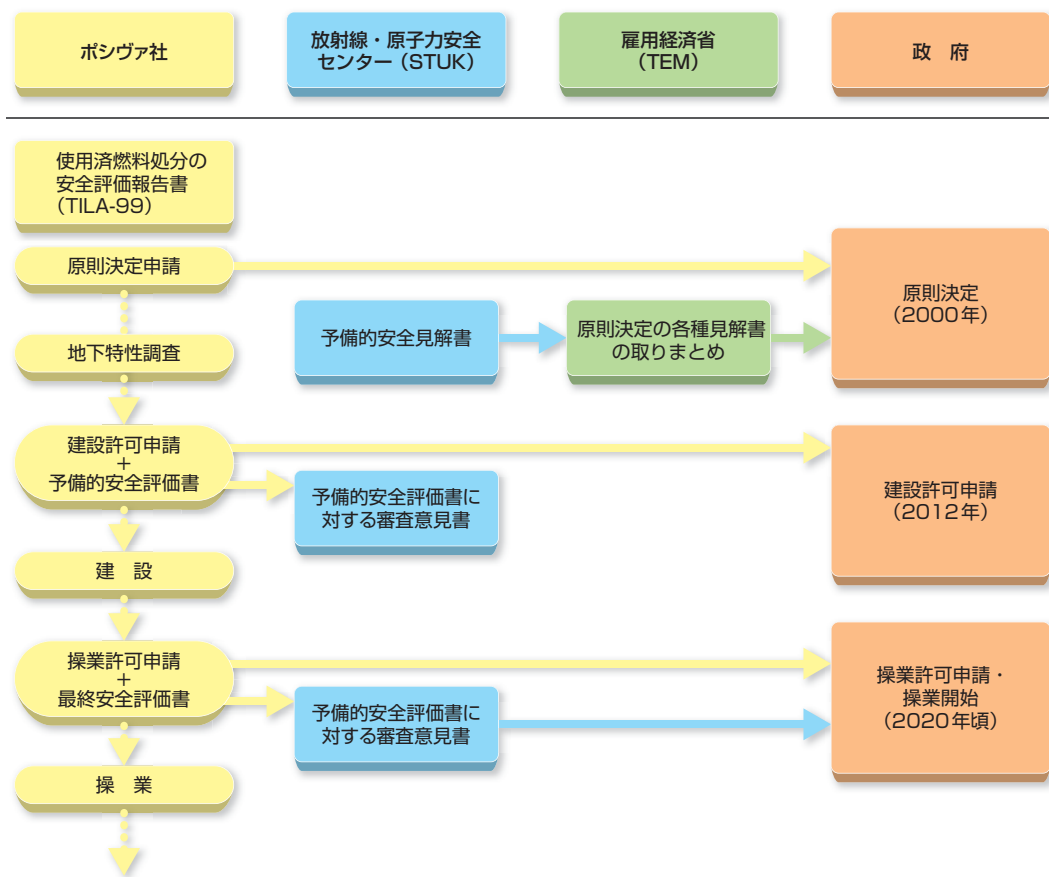 ポシヴァ社
放射線・原子力安全
センター（STUK）
雇用経済省
（TEM）
政　府
使用済燃料処分の
安全評価報告書
（TILA-99）
原則決定申請
原則決定
（2000年）
予備的安全見解書
原則決定の各種見解書
の取りまとめ
地下特性調査
建設許可申請
＋
予備的安全評価書
予備的安全評価書に
対する審査意見書
建設許可申請
（2012年）
建　設
操業許可申請
＋
最終安全評価書
予備的安全評価書に
対する審査意見書
操業許可申請・
操業開始
（2020年頃）
操　業